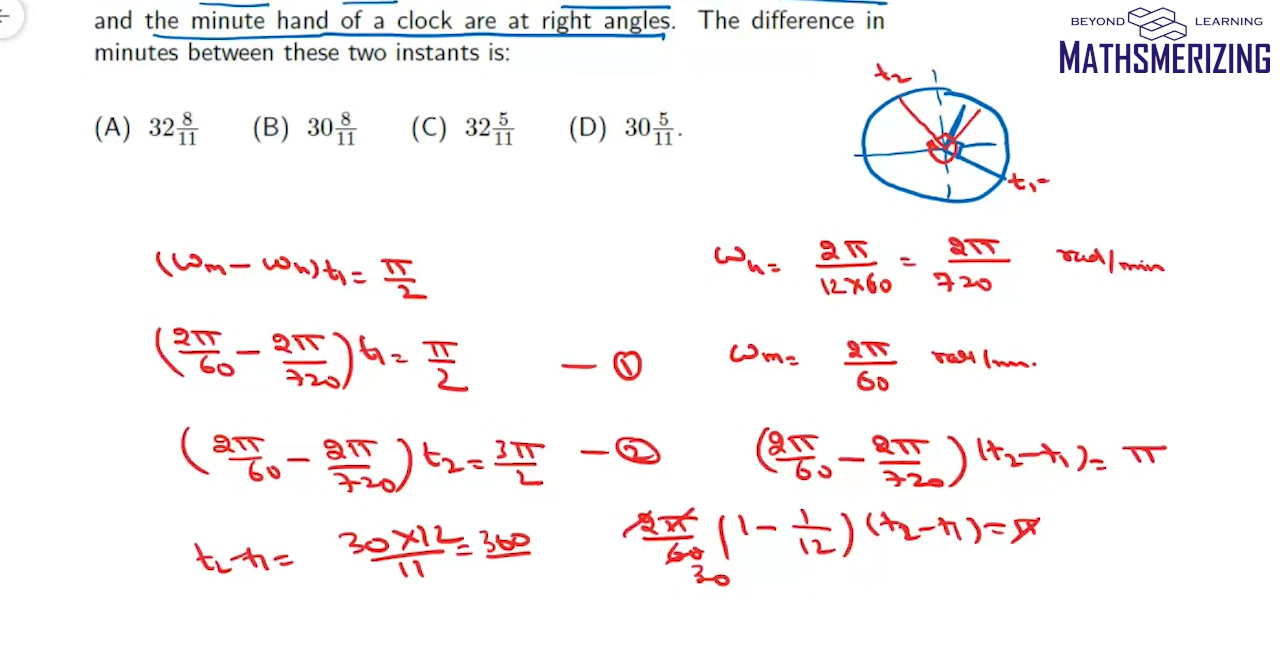 and the minute hand of a clock are at right angles. The difference in
minutes between these two instants is:
BEYOND LEARNING
MATHSMERIZING
(A) 32 8/11 (B) 30 8/11 (C) 32 5/11 (D) 30 5/11.
t₂
t₁
(ωm - ωh)t₁ = π/2
ωh = 2π/12×60 = 2π/720 rad/min
(2π/60 - 2π/720)t₁ = π/2 — ①
ωm = 2π/60 rad/min.
(2π/60 - 2π/720)t₂ = 3π/2 — ②
(2π/60 - 2π/720)(t₂-t₁) = π
t₂-t₁ = 30×12/11 = 360
2π/60 (1 - 1/12)(t₂-t₁) = π
30